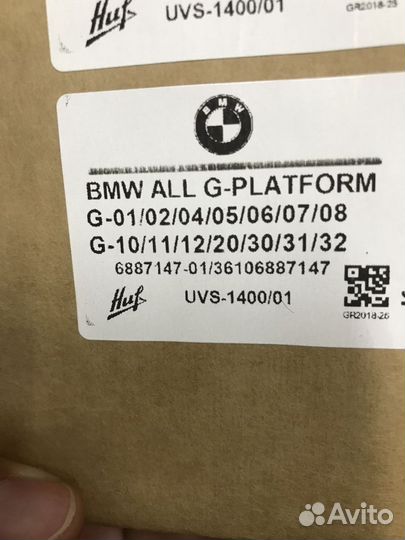 Huf UVS-1400/01 GR2018-25
BMW
BMW ALL G-PLATFORM
G-01/02/04/05/06/07/08
G-10/11/12/20/30/31/32
6887147-01/36106887147
Huf UVS-1400/01 GR2018-25
Avito